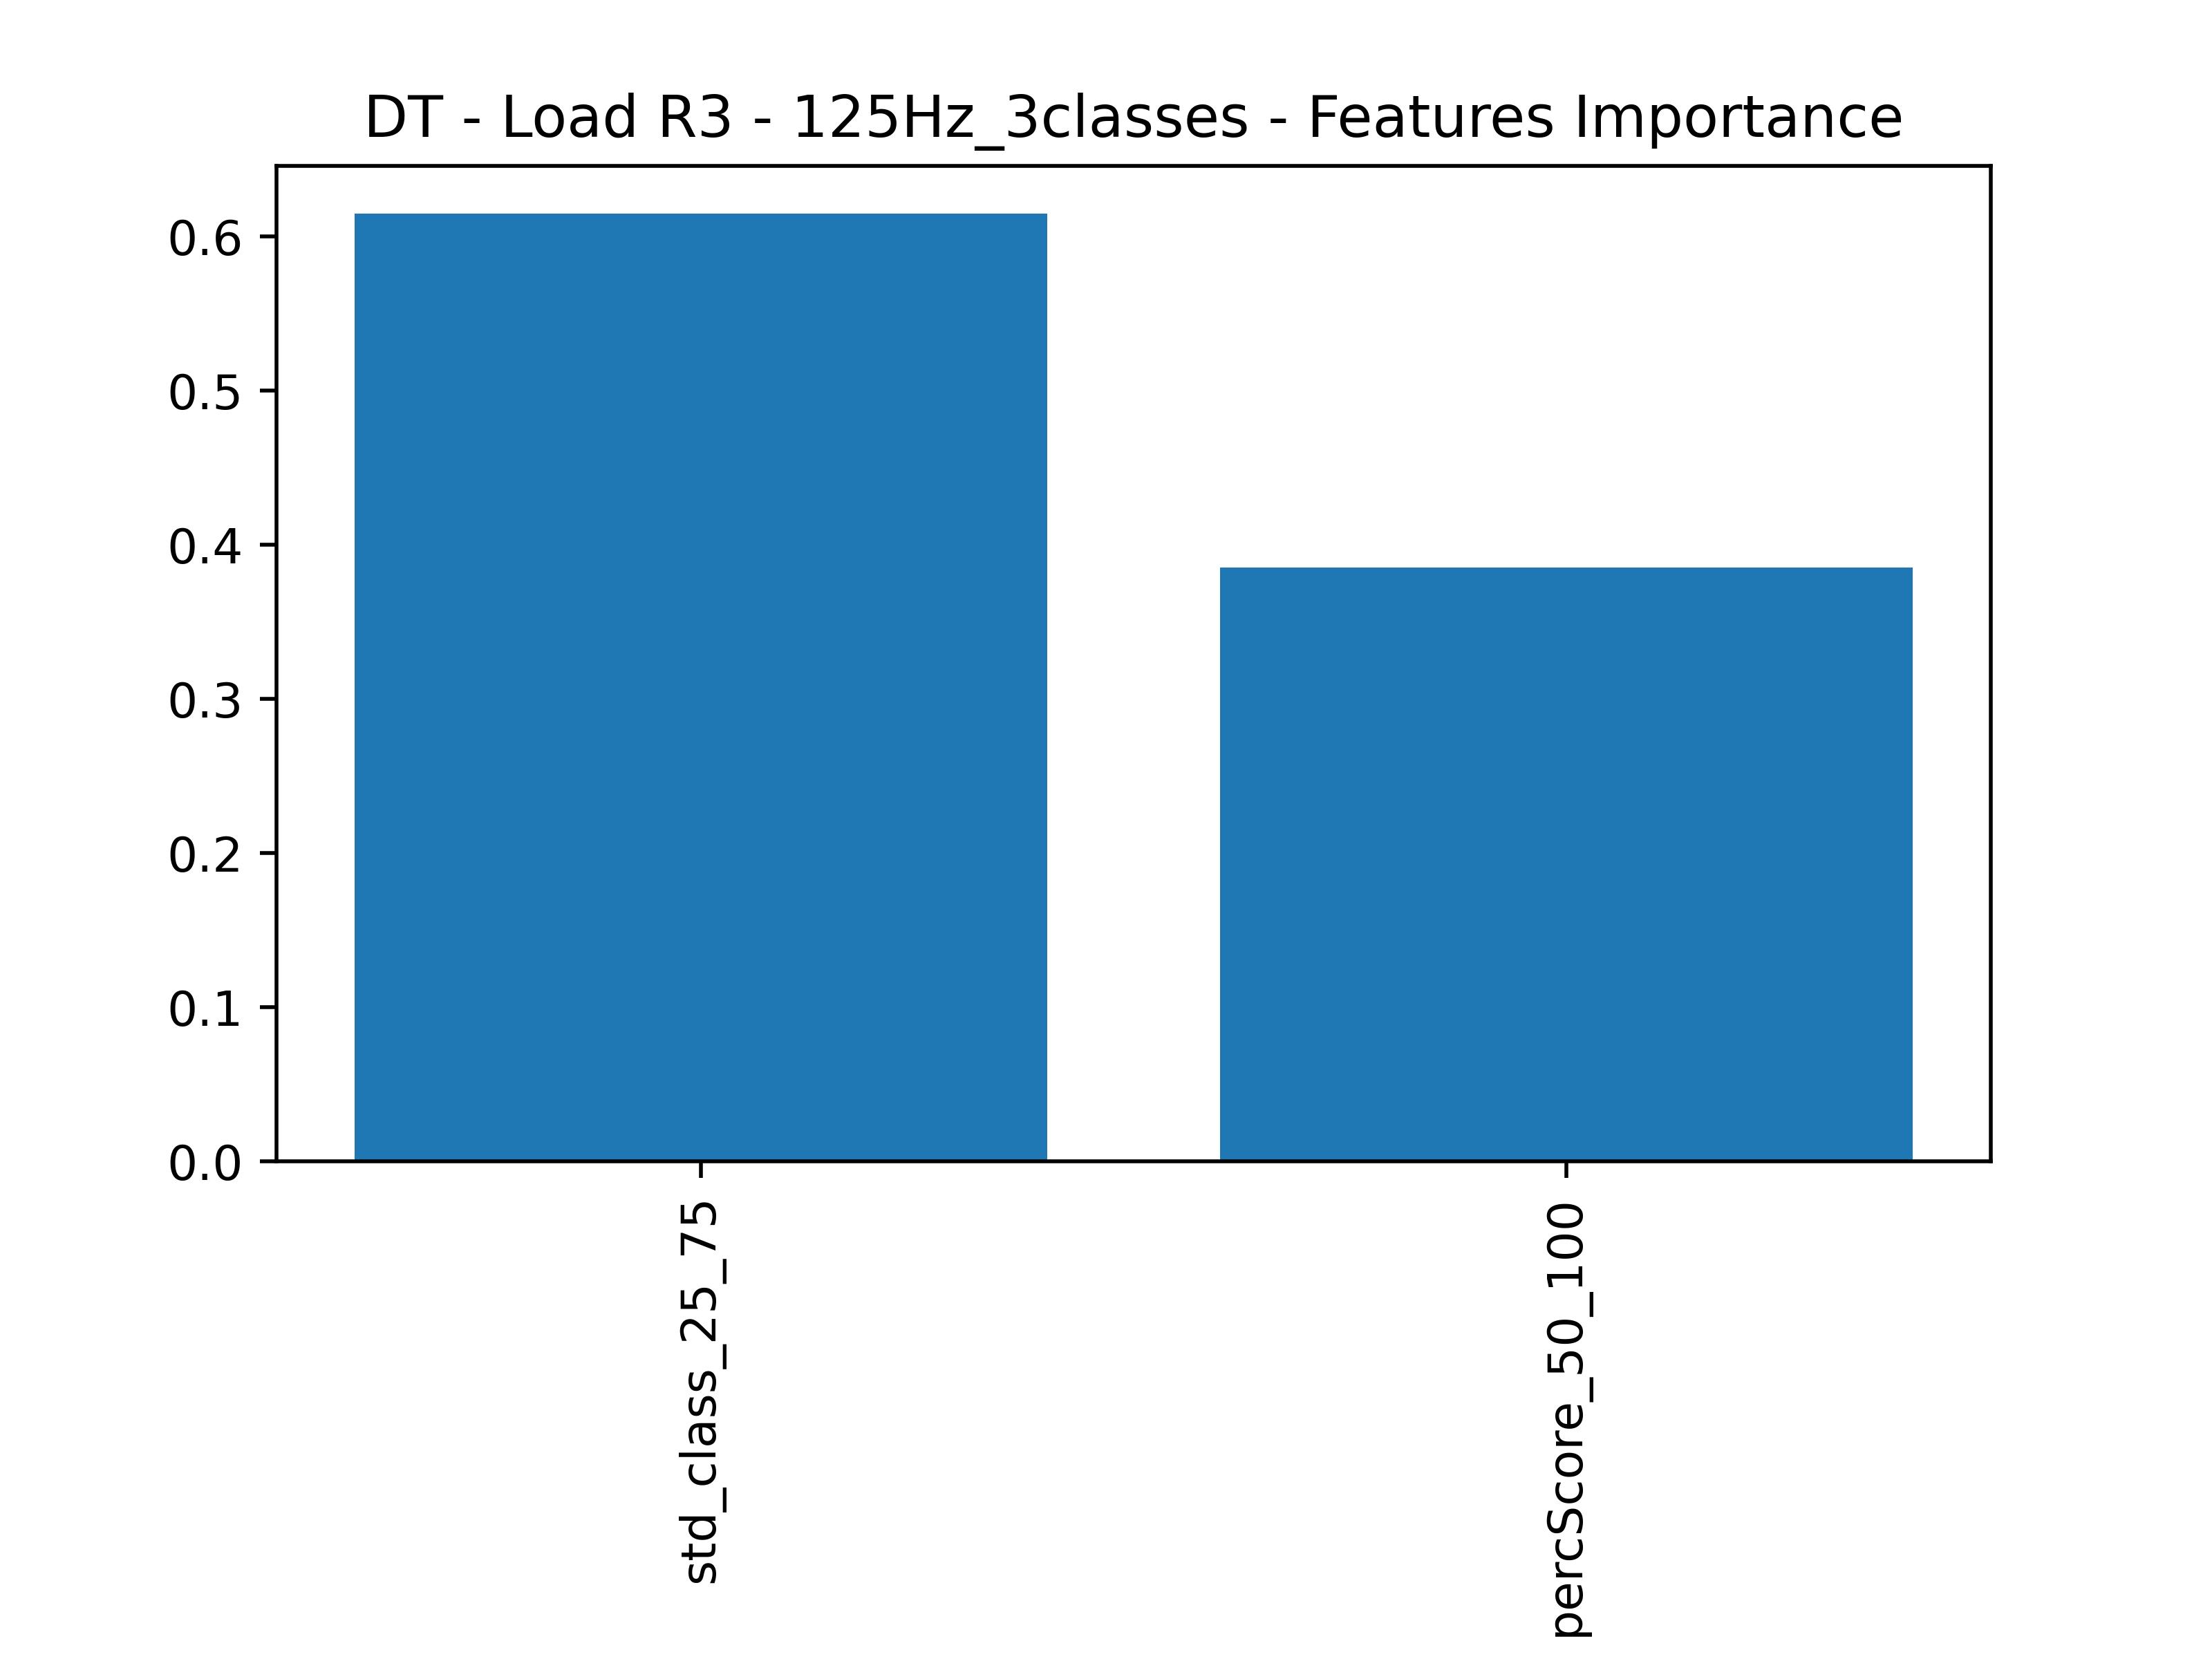 DT - Load R3 - 125Hz_3classes - Features Importance
0.6
0.5
0.4
0.3
0.2
0.1
0.0
std_class_25_75
percScore_50_100